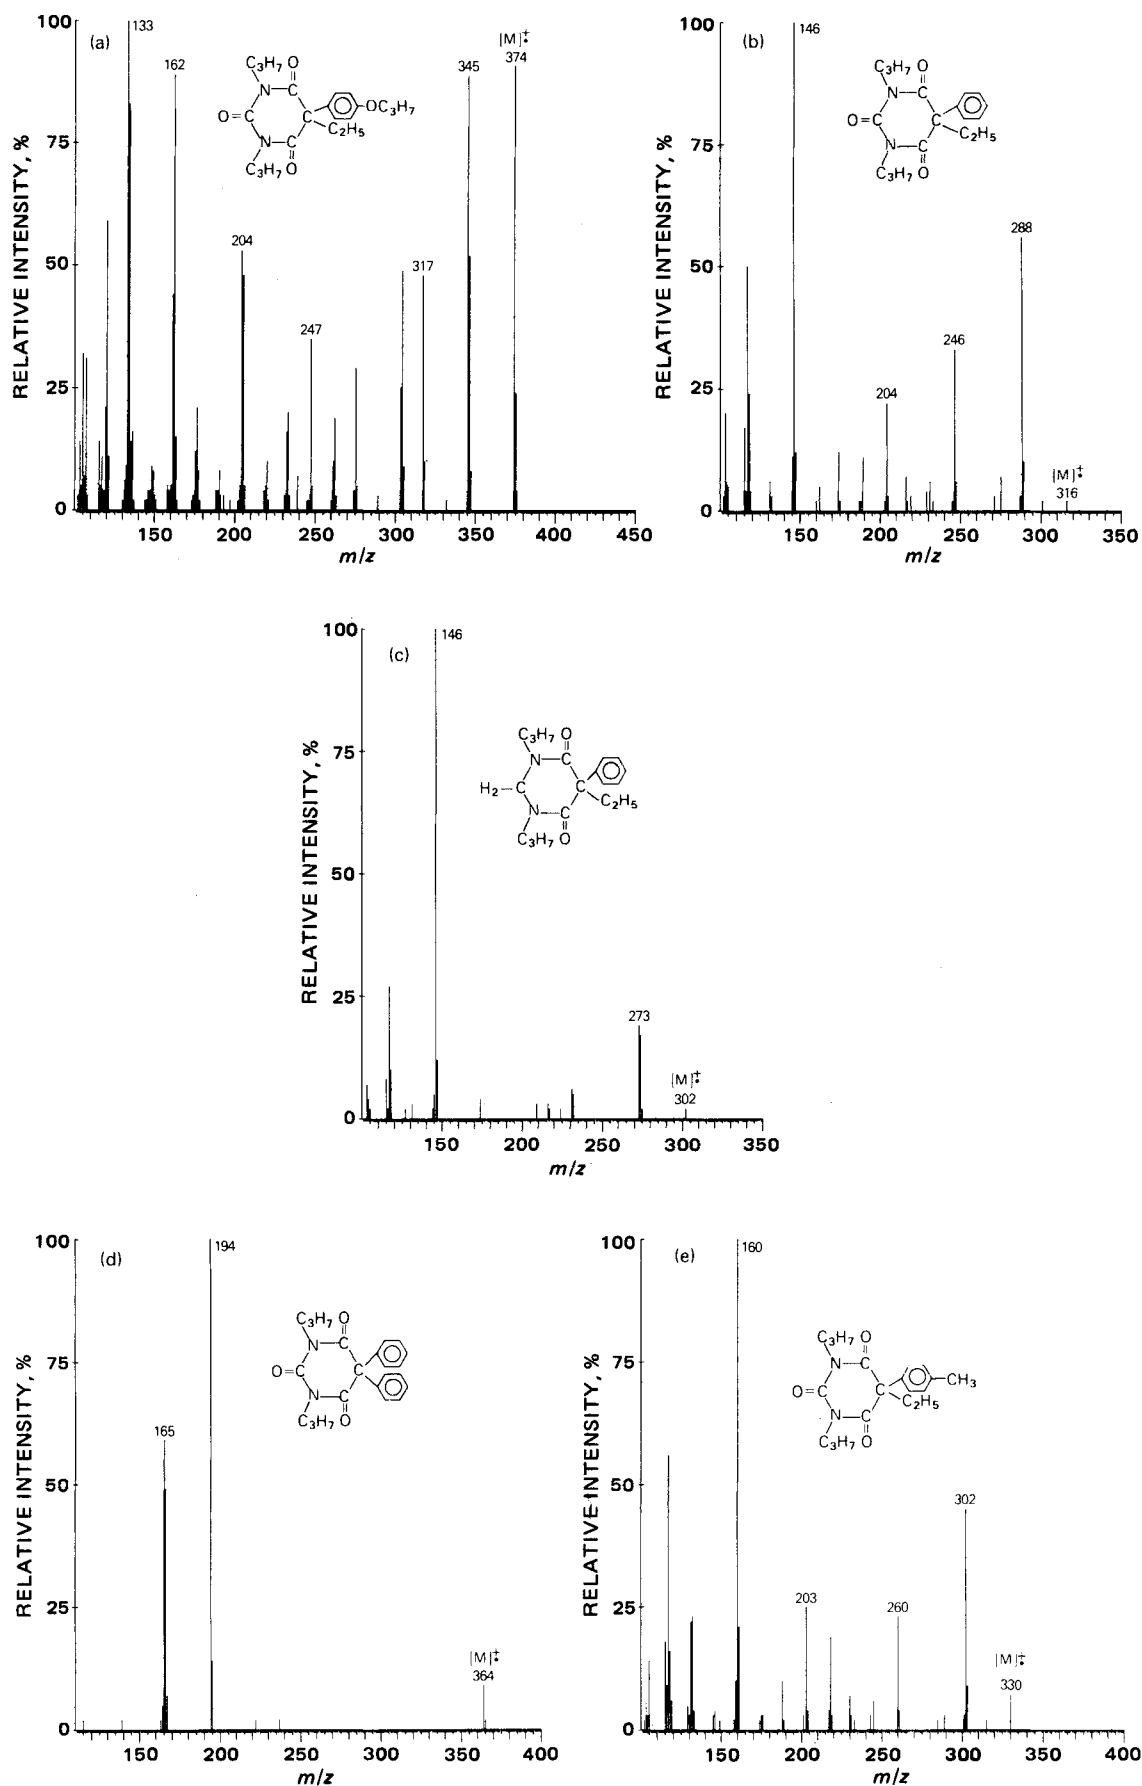 (a)
RELATIVE INTENSITY, %
100
75
50
25
0
133
162
204
247
317
345
[M]+•
374
C3H7 O
N C
O=C C -OC3H7
C2H5
N C
C3H7 O
150 200 250 300 350 400 450
m/z
(b)
RELATIVE INTENSITY, %
100
75
50
25
0
146
204
246
288
[M]+•
316
C3H7 O
N C
O=C C
C2H5
N C
C3H7 O
150 200 250 300 350
m/z
(c)
RELATIVE INTENSITY, %
100
75
50
25
0
146
273
[M]+•
302
C3H7 O
N C
H2-C C
C2H5
N C
C3H7 O
150 200 250 300 350
m/z
(d)
RELATIVE INTENSITY, %
100
75
50
25
0
165
194
[M]+•
364
C3H7 O
N C
O=C C
N C
C3H7 O
150 200 250 300 350 400
m/z
(e)
RELATIVE INTENSITY, %
100
75
50
25
0
160
203
260
302
[M]+•
330
C3H7 O
N C
O=C C -CH3
C2H5
N C
C3H7 O
150 200 250 300 350 400
m/z